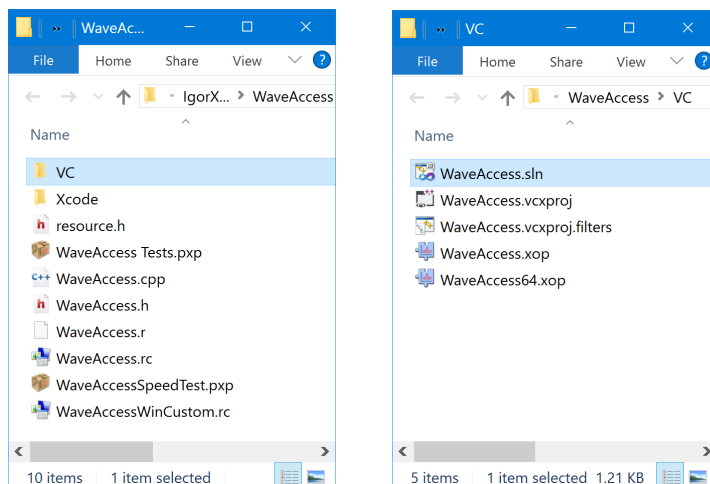 WaveAc...
File Home Share View
« IgorX... > WaveAccess
Name
VC
Xcode
resource.h
WaveAccess Tests.pxp
WaveAccess.cpp
WaveAccess.h
WaveAccess.r
WaveAccess.rc
WaveAccessSpeedTest.pxp
WaveAccessWinCustom.rc
10 items 1 item selected
VC
File Home Share View
« WaveAccess > VC
Name
WaveAccess.sln
WaveAccess.vcxproj
WaveAccess.vcxproj.filters
WaveAccess.xop
WaveAccess64.xop
5 items 1 item selected 1.21 KB